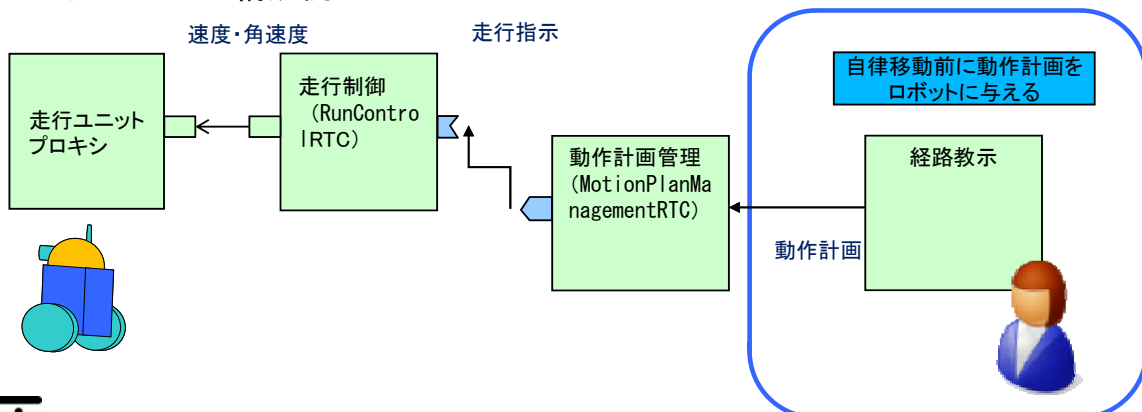 速度・角速度
走行指示
自律移動前に動作計画を
ロボットに与える
走行ユニット
プロキシ
走行制御
（RunContro
lRTC）
動作計画管理
（MotionPlanMa
nagementRTC）
経路教示
動作計画